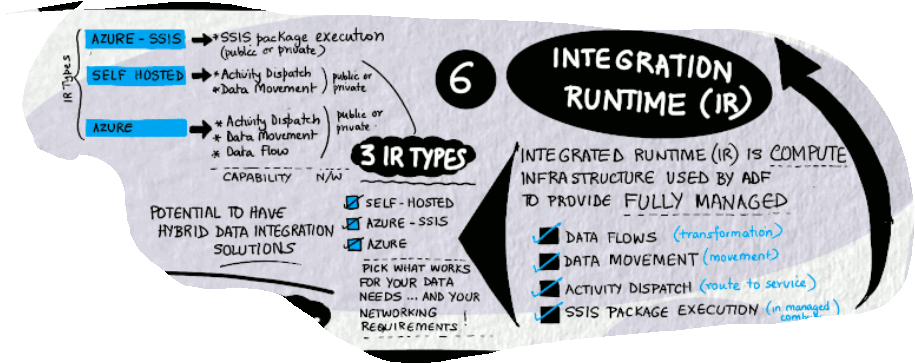 6
INTEGRATION
RUNTIME (IR)
INTEGRATED RUNTIME (IR) IS COMPUTE
INFRASTRUCTURE USED BY ADF
TO PROVIDE FULLY MANAGED
DATA FLOWS (transformation)
DATA MOVEMENT (movement)
ACTIVITY DISPATCH (route to service)
SSIS PACKAGE EXECUTION (in managed
3 IR TYPES
SELF-HOSTED
AZURE-SSIS
AZURE
PICK WHAT WORKS
FOR YOUR DATA
NEEDS... AND YOUR
NETWORKING
REQUIREMENTS!
IR Types
AZURE-SSIS
*SSIS package execution
(public or private)
SELF HOSTED
*Activity Dispatch
*Data Movement
public or
private
AZURE
* Activity Dispatch
* Data Movement
* Data Flow
public or
private
CAPABILITY N/W
POTENTIAL TO HAVE
HYBRID DATA INTEGRATION
SOLUTIONS